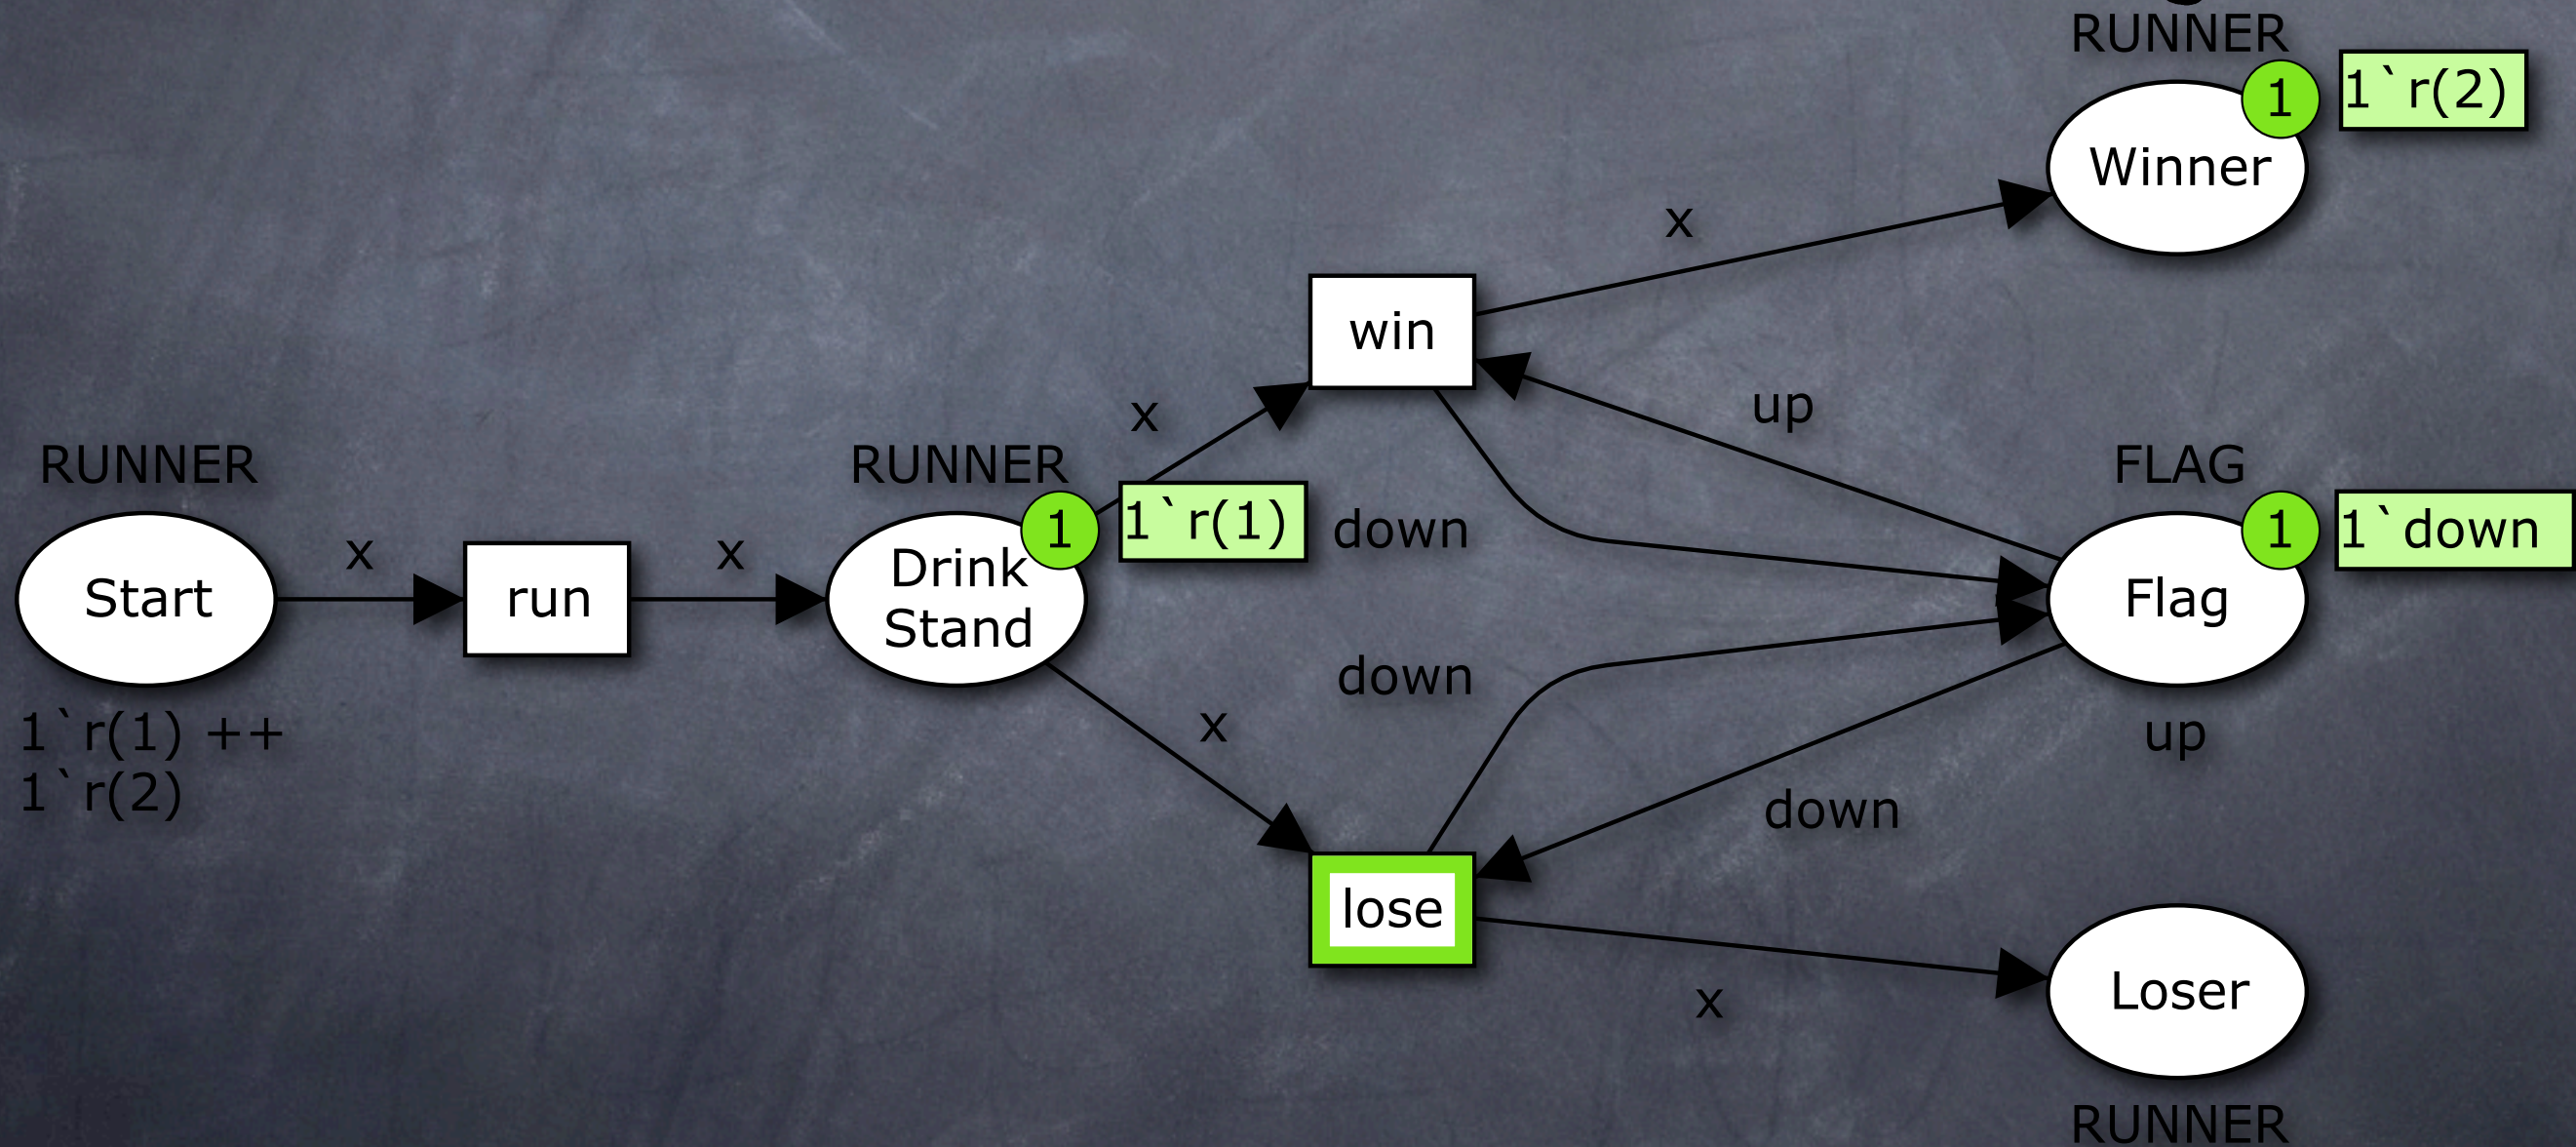 RUNNER
1
1`r(2)
Winner
x
win
x
up
RUNNER
RUNNER
FLAG
1
1`r(1)
down
1
1`down
x
x
Start
run
Drink
Stand
Flag
down
x
up
1`r(1) ++
1`r(2)
down
lose
x
Loser
RUNNER